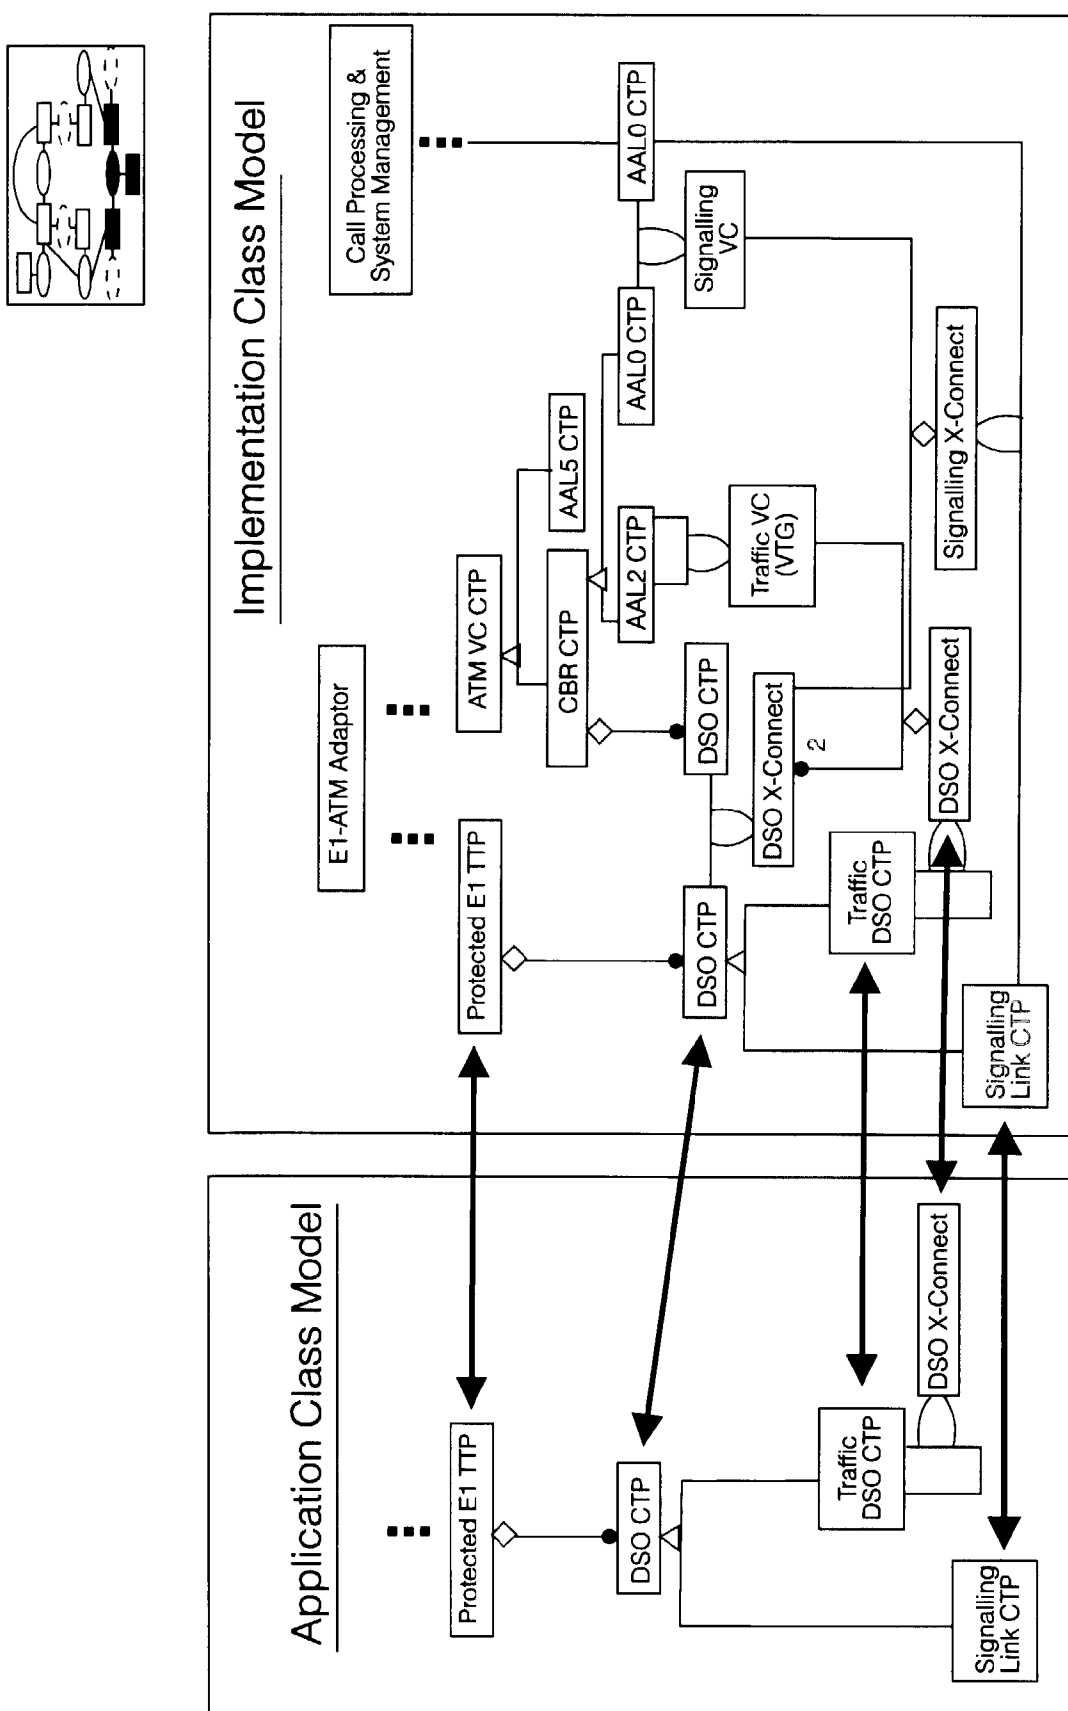 Application Class Model
Protected E1 TTP
DSO CTP
Traffic
DSO CTP
DSO X-Connect
Signalling
Link CTP
Implementation Class Model
E1-ATM Adaptor
Call Processing &
System Management
Protected E1 TTP
ATM VC CTP
CBR CTP
AAL5 CTP
AAL2 CTP
AAL0 CTP
AAL0 CTP
DSO CTP
DSO CTP
Traffic VC
(VTG)
Signalling
VC
DSO X-Connect
2
Traffic
DSO CTP
DSO X-Connect
Signalling X-Connect
Signalling
Link CTP